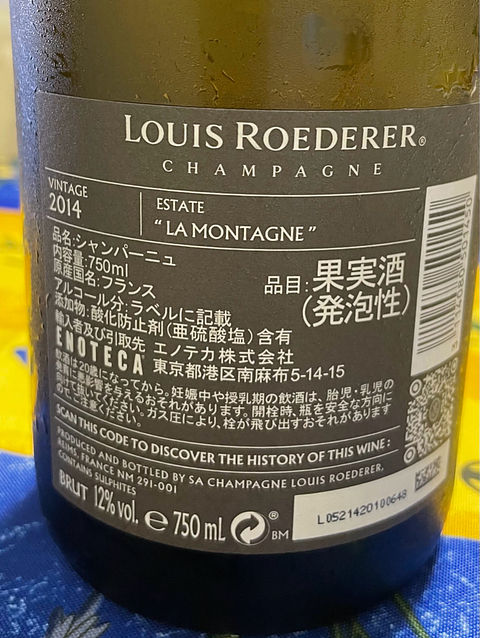 LOUIS ROEDERER®
CHAMPAGNE
VINTAGE
2014
ESTATE
“LA MONTAGNE”
品名:シャンパーニュ
内容量:750ml
原産国名:フランス
アルコール分:ラベルに記載
添加物:酸化防止剤(亜硫酸塩)含有
品目:果実酒
(発泡性)
輸入者及び引取先 エノテカ株式会社
ENOTECA 東京都港区南麻布5-14-15
飲酒は20歳になってから。妊娠中や授乳期の飲酒は、胎児・乳児の
発育に悪影響を与えるおそれがあります。開栓時、瓶を安全な方向に
向けて抜いてください。ガス圧により、栓が飛び出すおそれがあります
のでご注意ください。
SCAN THIS CODE TO DISCOVER THE HISTORY OF THIS WINE :
PRODUCED AND BOTTLED BY SA CHAMPAGNE LOUIS ROEDERER,
REIMS, FRANCE NM 291-001
CONTAINS SULPHITES
BRUT 12% vol. e 750 mL ® BM
L0521420100648